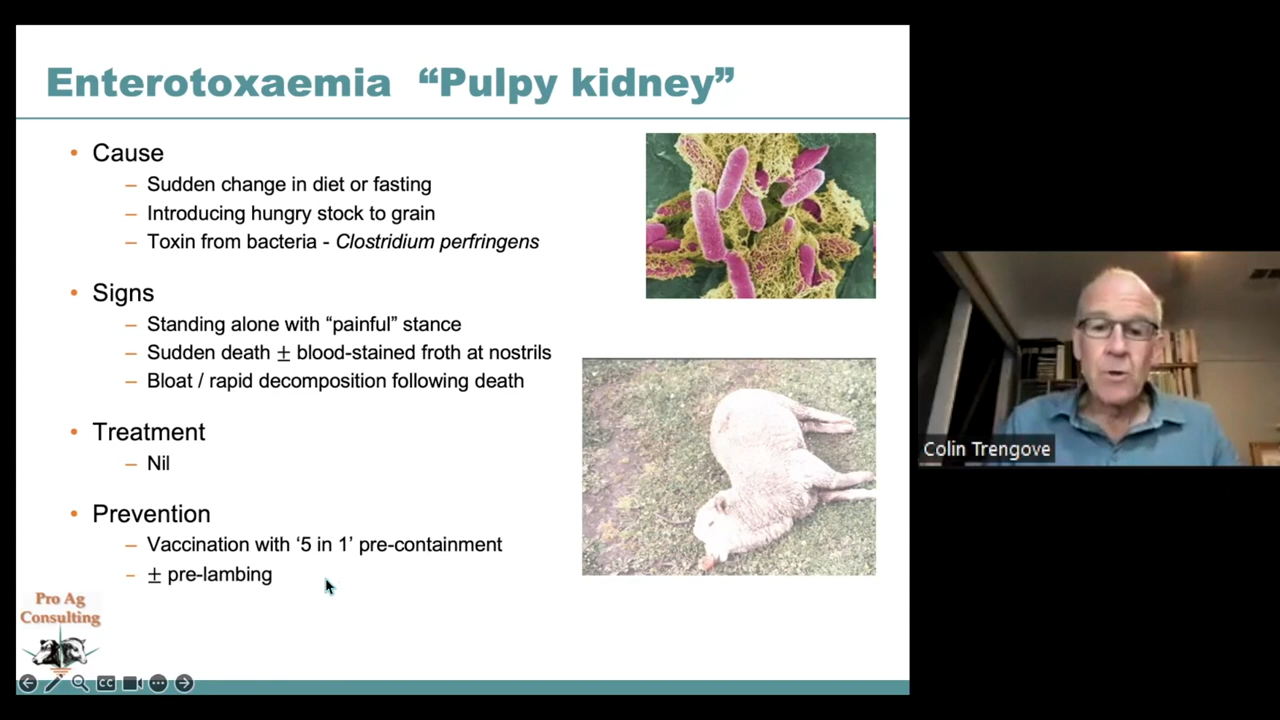 Enterotoxaemia “Pulpy kidney”
• Cause
– Sudden change in diet or fasting
– Introducing hungry stock to grain
– Toxin from bacteria - Clostridium perfringens
• Signs
– Standing alone with “painful” stance
– Sudden death ± blood-stained froth at nostrils
– Bloat / rapid decomposition following death
• Treatment
– Nil
• Prevention
– Vaccination with ‘5 in 1’ pre-containment
– ± pre-lambing
Pro Ag
Consulting
CC
Colin Trengove